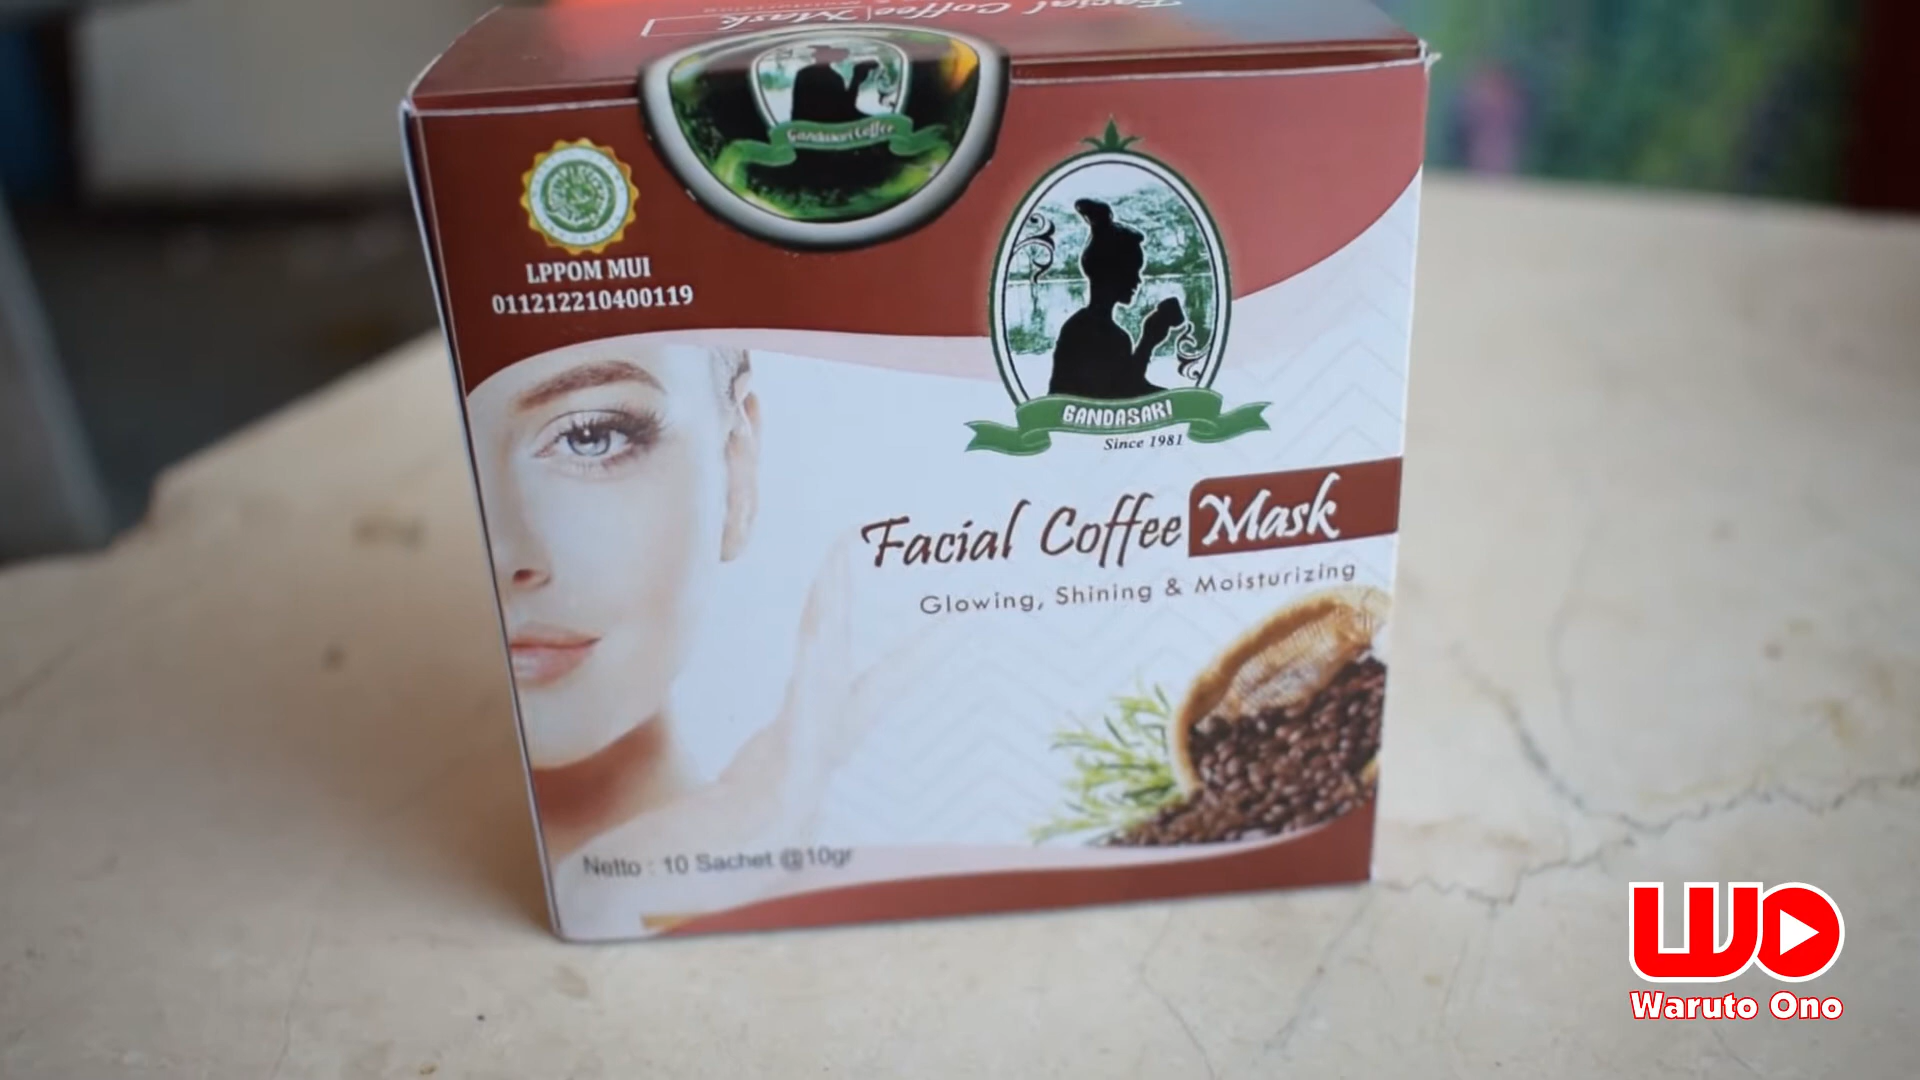 Facial Coffee Mask
Gandasari Coffee
LPPOM MUI
011212210400119
GANDASARI
Since 1981
Facial Coffee Mask
Glowing, Shining & Moisturizing
Netto : 10 Sachet @10gr
WO
Waruto Ono